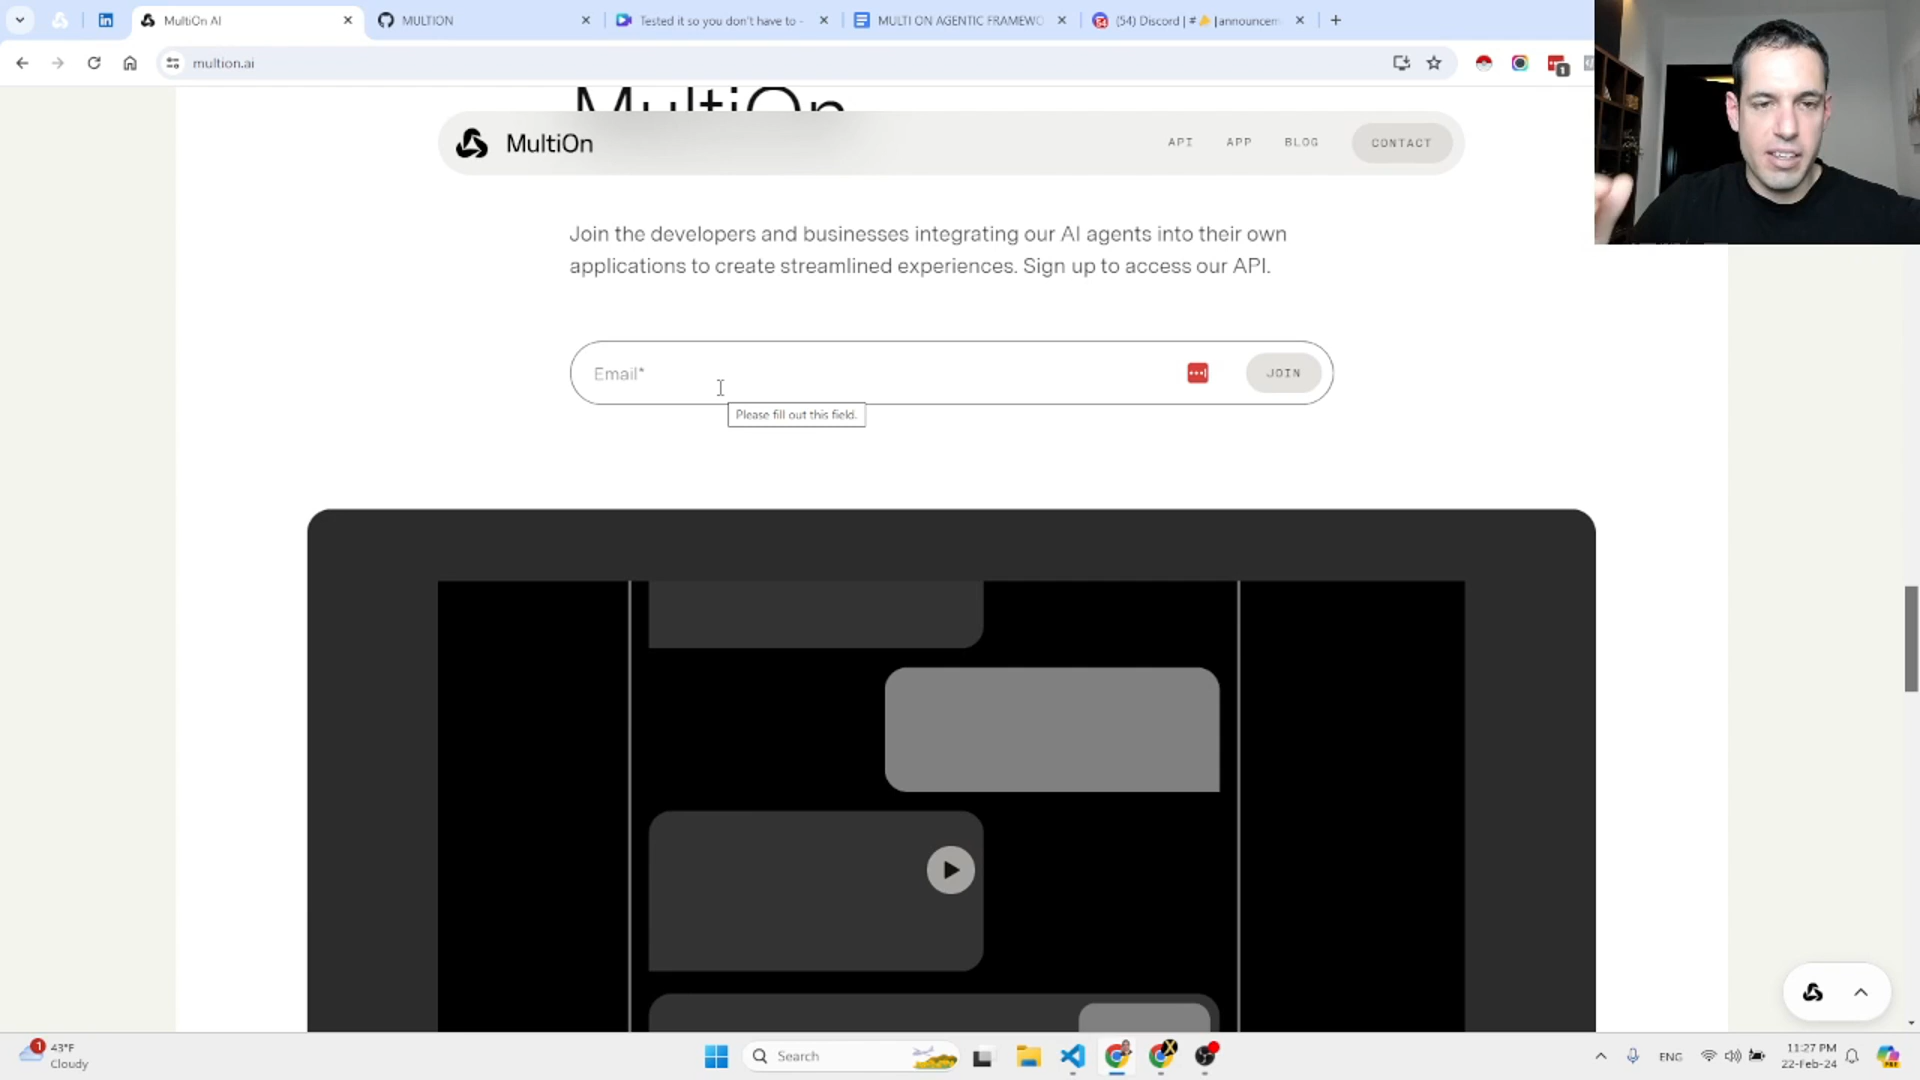 MultiOn AI
MULTION
Tested it so you don't have to -
MULTI ON AGENTIC FRAMEWO
(54) Discord | # | announcem
multion.ai
1
MultiOn
MultiOn
API
APP
BLOG
CONTACT
Join the developers and businesses integrating our AI agents into their own
applications to create streamlined experiences. Sign up to access our API.
Email*
JOIN
Please fill out this field.
1
43°F
Cloudy
Search
ENG
11:27 PM
22-Feb-24